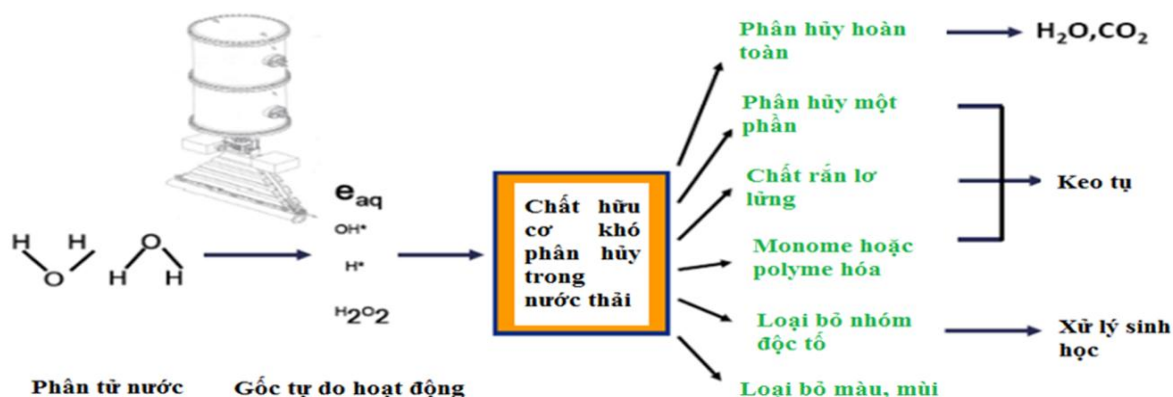 Phân hủy hoàn
toàn
H₂O,CO₂
Phân hủy một
phần
Chất rắn lơ
lửng
Keo tụ
Monome hoặc
polyme hóa
Loại bỏ nhóm
độc tố
Xử lý sinh
học
Loại bỏ màu, mùi
e_aq
OH*
H*
H₂O₂
H H
O
O
H H
Chất hữu
cơ khó
phân hủy
trong
nước thải
Phân tử nước
Gốc tự do hoạt động